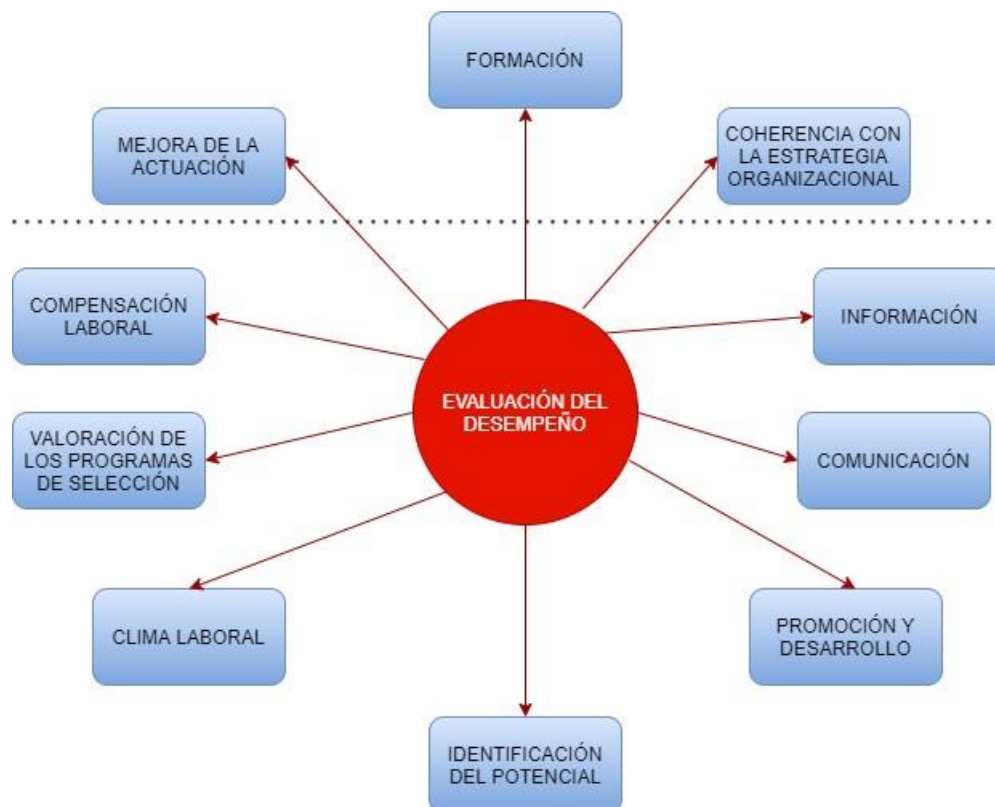 FORMACIÓN
MEJORA DE LA
ACTUACIÓN
COHERENCIA CON
LA ESTRATEGIA
ORGANIZACIONAL
COMPENSACIÓN
LABORAL
INFORMACIÓN
EVALUACIÓN DEL
DESEMPEÑO
VALORACIÓN DE
LOS PROGRAMAS
DE SELECCIÓN
COMUNICACIÓN
CLIMA LABORAL
PROMOCIÓN Y
DESARROLLO
IDENTIFICACIÓN
DEL POTENCIAL